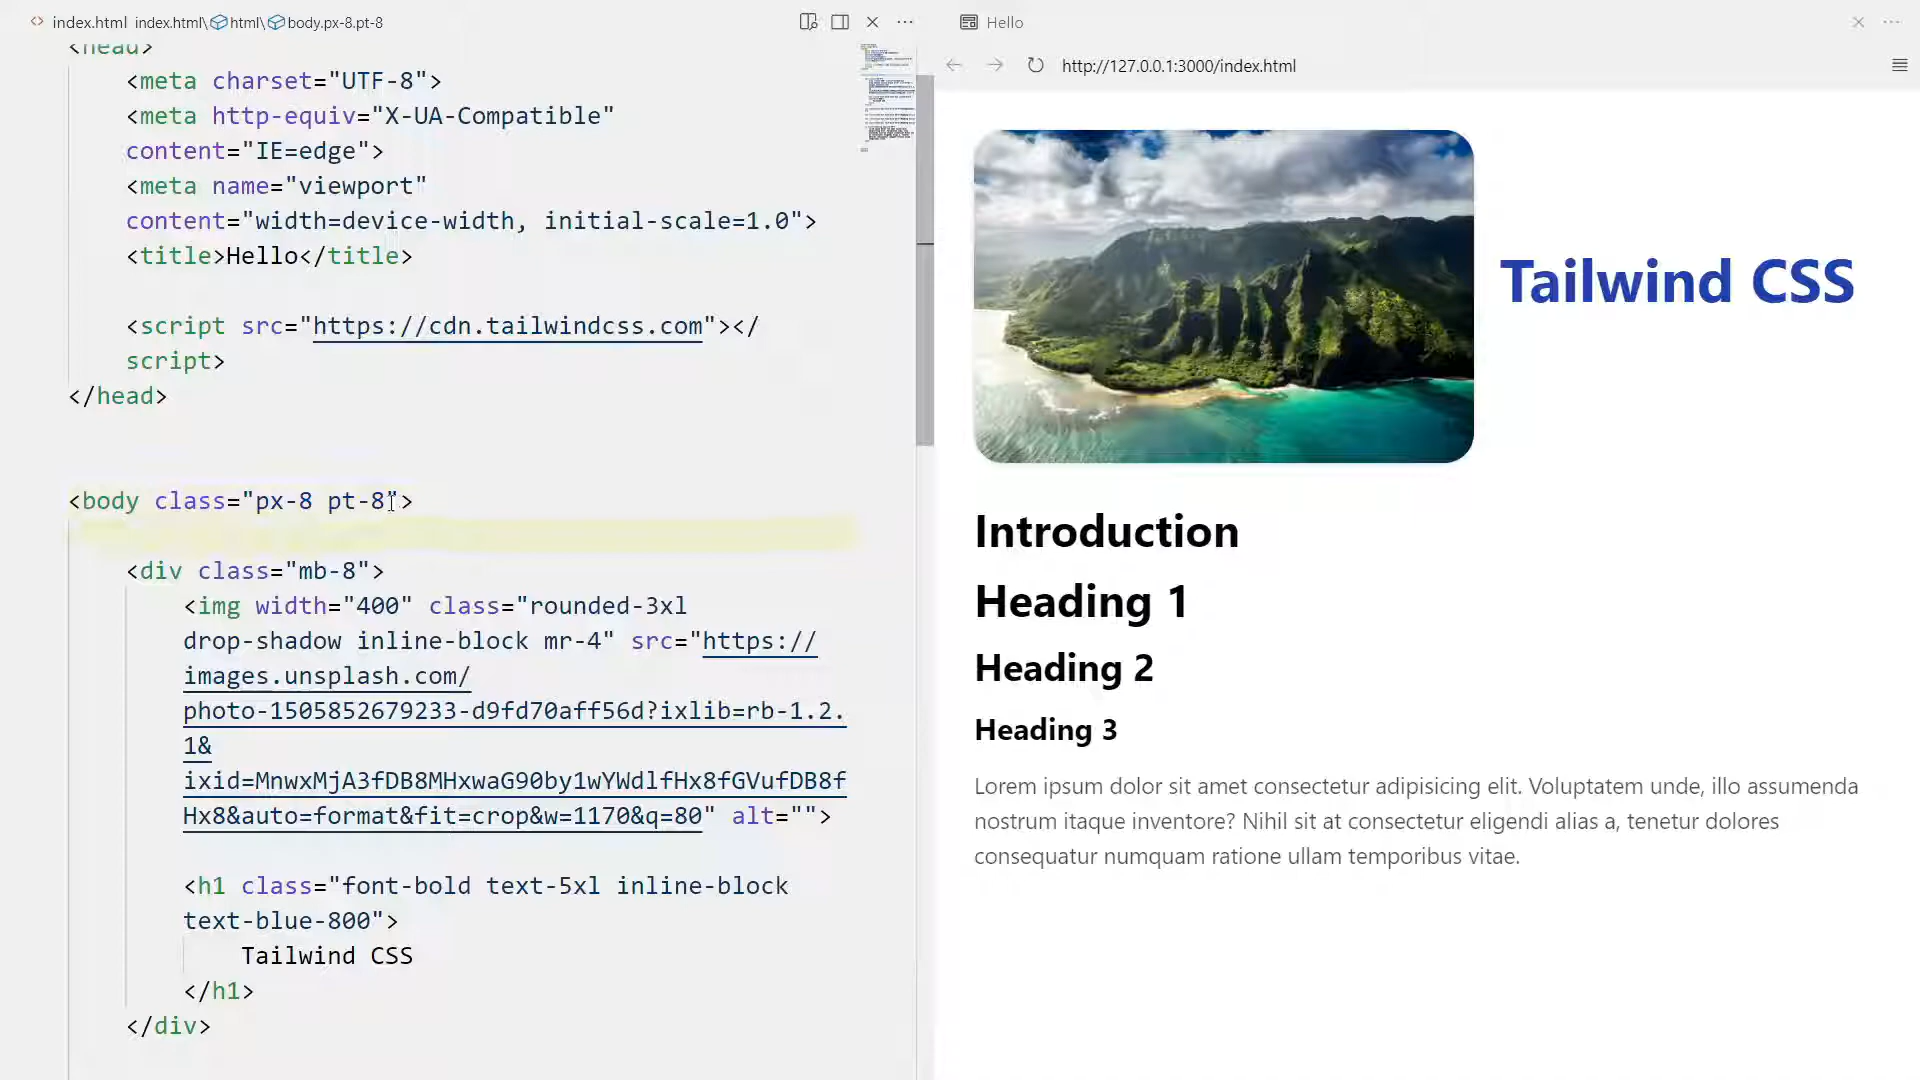 index.html index.html\html\body.px-8.pt-8
<head>
<meta charset="UTF-8">
<meta http-equiv="X-UA-Compatible"
content="IE=edge">
<meta name="viewport"
content="width=device-width, initial-scale=1.0">
<title>Hello</title>
<script src="https://cdn.tailwindcss.com"></
script>
</head>
<body class="px-8 pt-8">
<div class="mb-8">
<img width="400" class="rounded-3xl
drop-shadow inline-block mr-4" src="https://
images.unsplash.com/
photo-1505852679233-d9fd70aff56d?ixlib=rb-1.2.
1&
ixid=MnwxMjA3fDB8MHxwaG90by1wYWdlfHx8fGVufDB8f
Hx8&auto=format&fit=crop&w=1170&q=80" alt="">
<h1 class="font-bold text-5xl inline-block
text-blue-800">
Tailwind CSS
</h1>
</div>
Hello
http://127.0.0.1:3000/index.html
Tailwind CSS
Introduction
Heading 1
Heading 2
Heading 3
Lorem ipsum dolor sit amet consectetur adipisicing elit. Voluptatem unde, illo assumenda
nostrum itaque inventore? Nihil sit at consectetur eligendi alias a, tenetur dolores
consequatur numquam ratione ullam temporibus vitae.